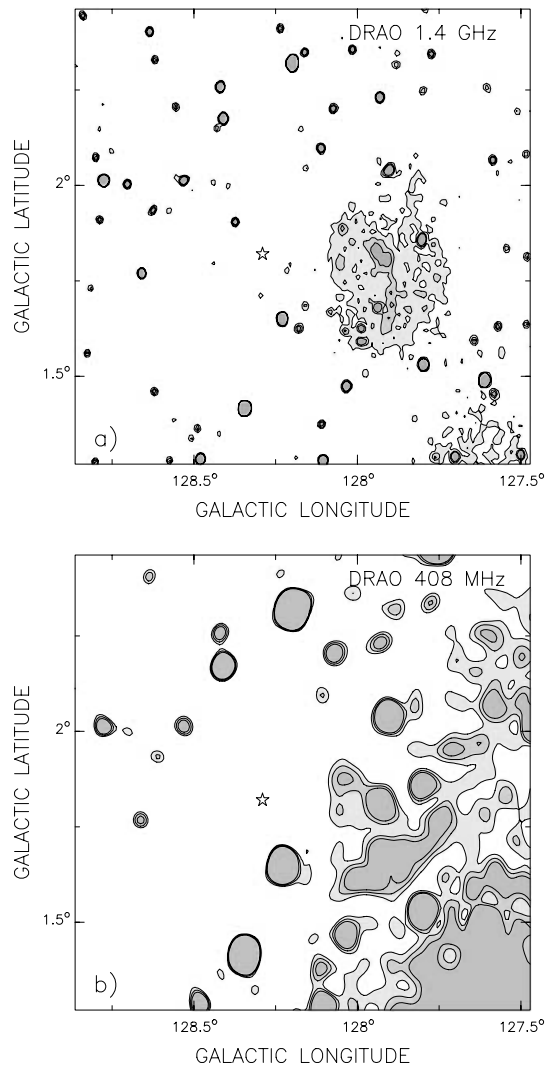 .DRAO 1.4 GHz
2°
1.5°
GALACTIC LATITUDE
a)
128.5°
128°
127.5°
GALACTIC LONGITUDE
DRAO 408 MHz
2°
1.5°
GALACTIC LATITUDE
b)
128.5°
128°
127.5°
GALACTIC LONGITUDE